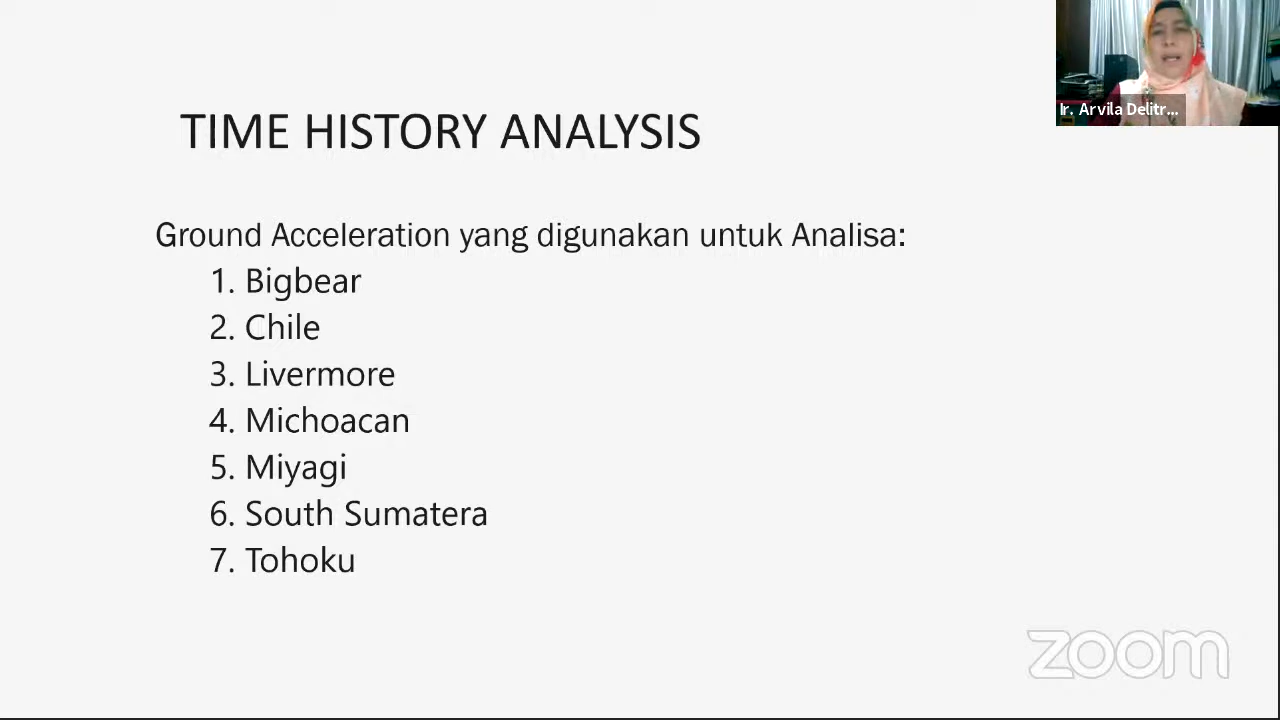 Ir. Arvila Delitr...
TIME HISTORY ANALYSIS
Ground Acceleration yang digunakan untuk Analisa:
1. Bigbear
2. Chile
3. Livermore
4. Michoacan
5. Miyagi
6. South Sumatera
7. Tohoku
zoom